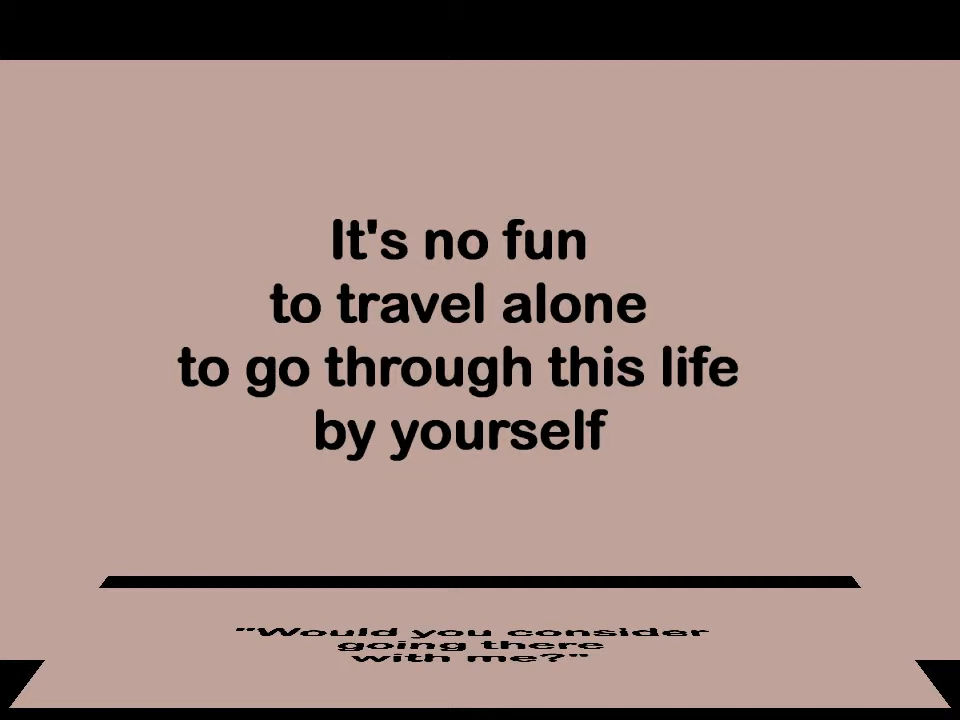 It's no fun
to travel alone
to go through this life
by yourself
"Would you consider
going there
with me?"